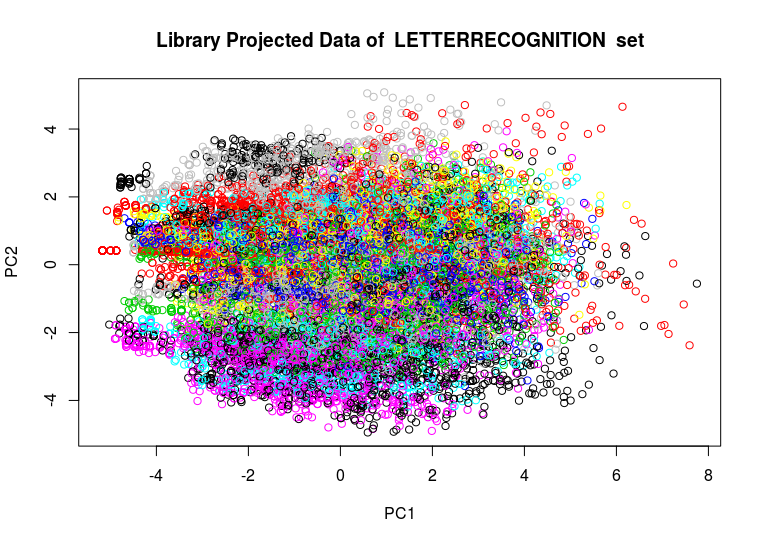 Library Projected Data of LETTERRECOGNITION set
4
2
0
-2
-4
PC2
-4 -2 0 2 4 6 8
PC1